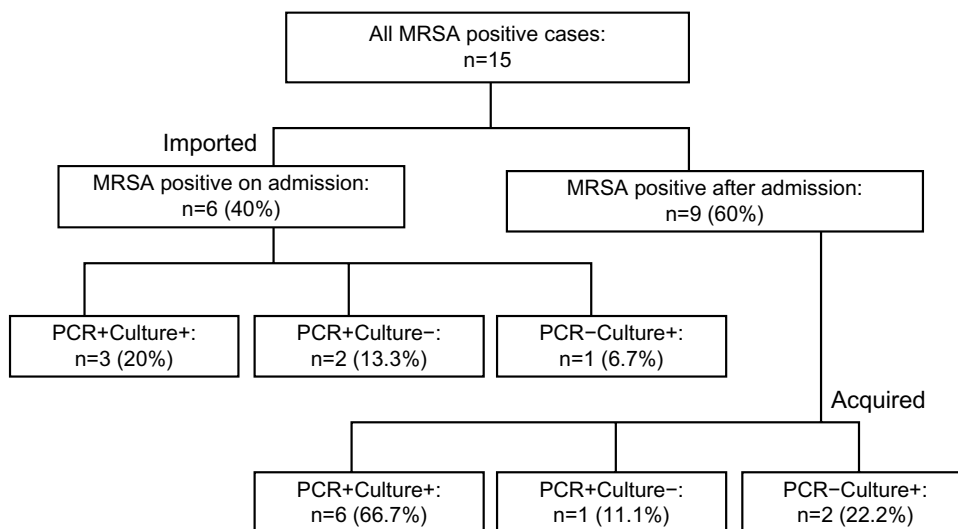 All MRSA positive cases:
n=15
Imported
MRSA positive on admission:
n=6 (40%)
MRSA positive after admission:
n=9 (60%)
PCR+Culture+:
n=3 (20%)
PCR+Culture−:
n=2 (13.3%)
PCR−Culture+:
n=1 (6.7%)
Acquired
PCR+Culture+:
n=6 (66.7%)
PCR+Culture−:
n=1 (11.1%)
PCR−Culture+:
n=2 (22.2%)